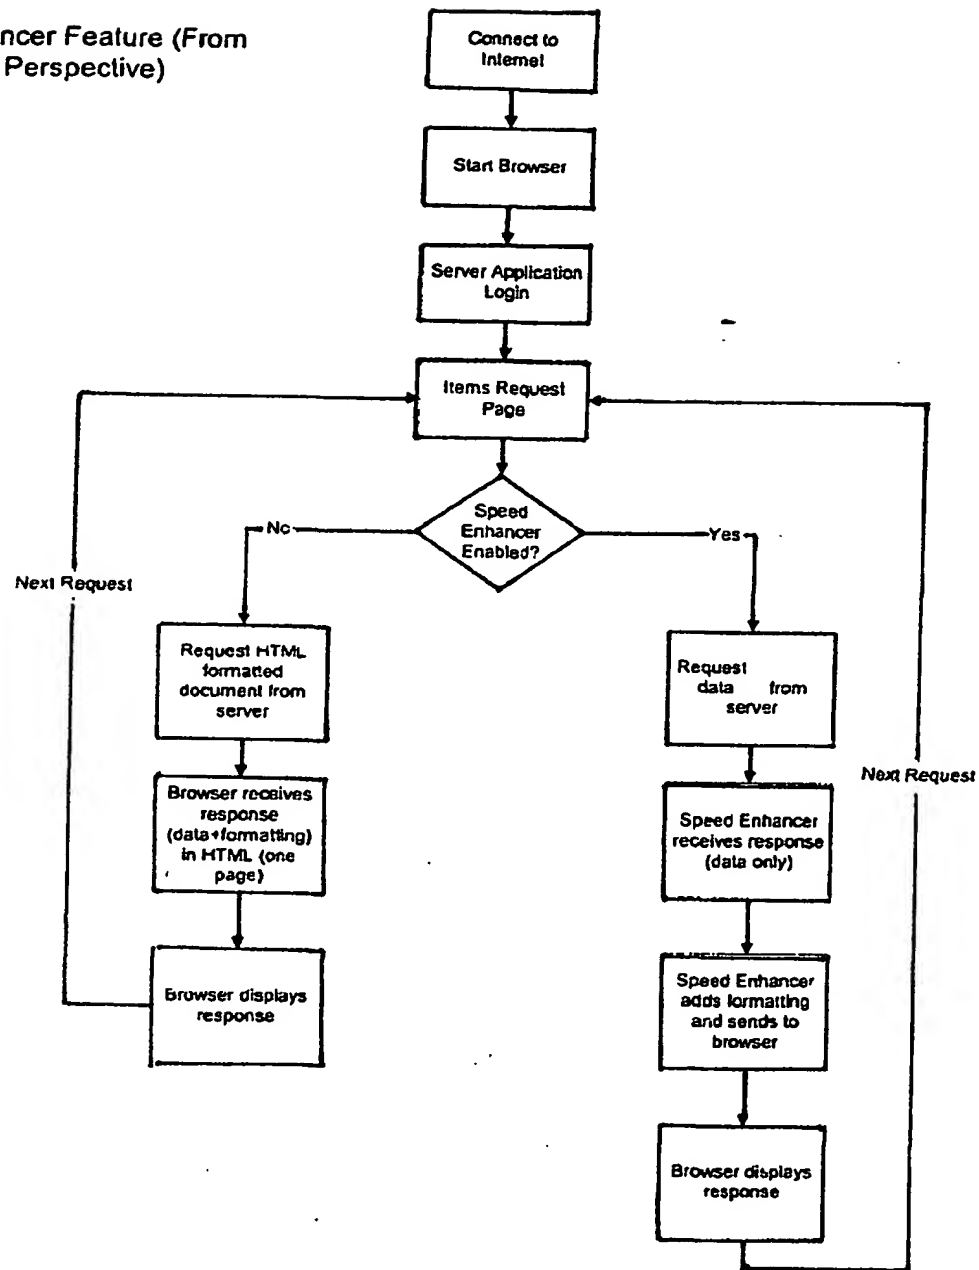 ncer Feature (From
Perspective)
Connect to
Internet
Start Browser
Server Application
Login
Items Request
Page
Speed
Enhancer
Enabled?
No
Yes
Next Request
Request HTML
formatted
document from
server
Browser receives
response
(data+formatting)
in HTML (one
page)
Browser displays
response
Request
data from
server
Next Request
Speed Enhancer
receives response
(data only)
Speed Enhancer
adds formatting
and sends to
browser
Browser displays
response